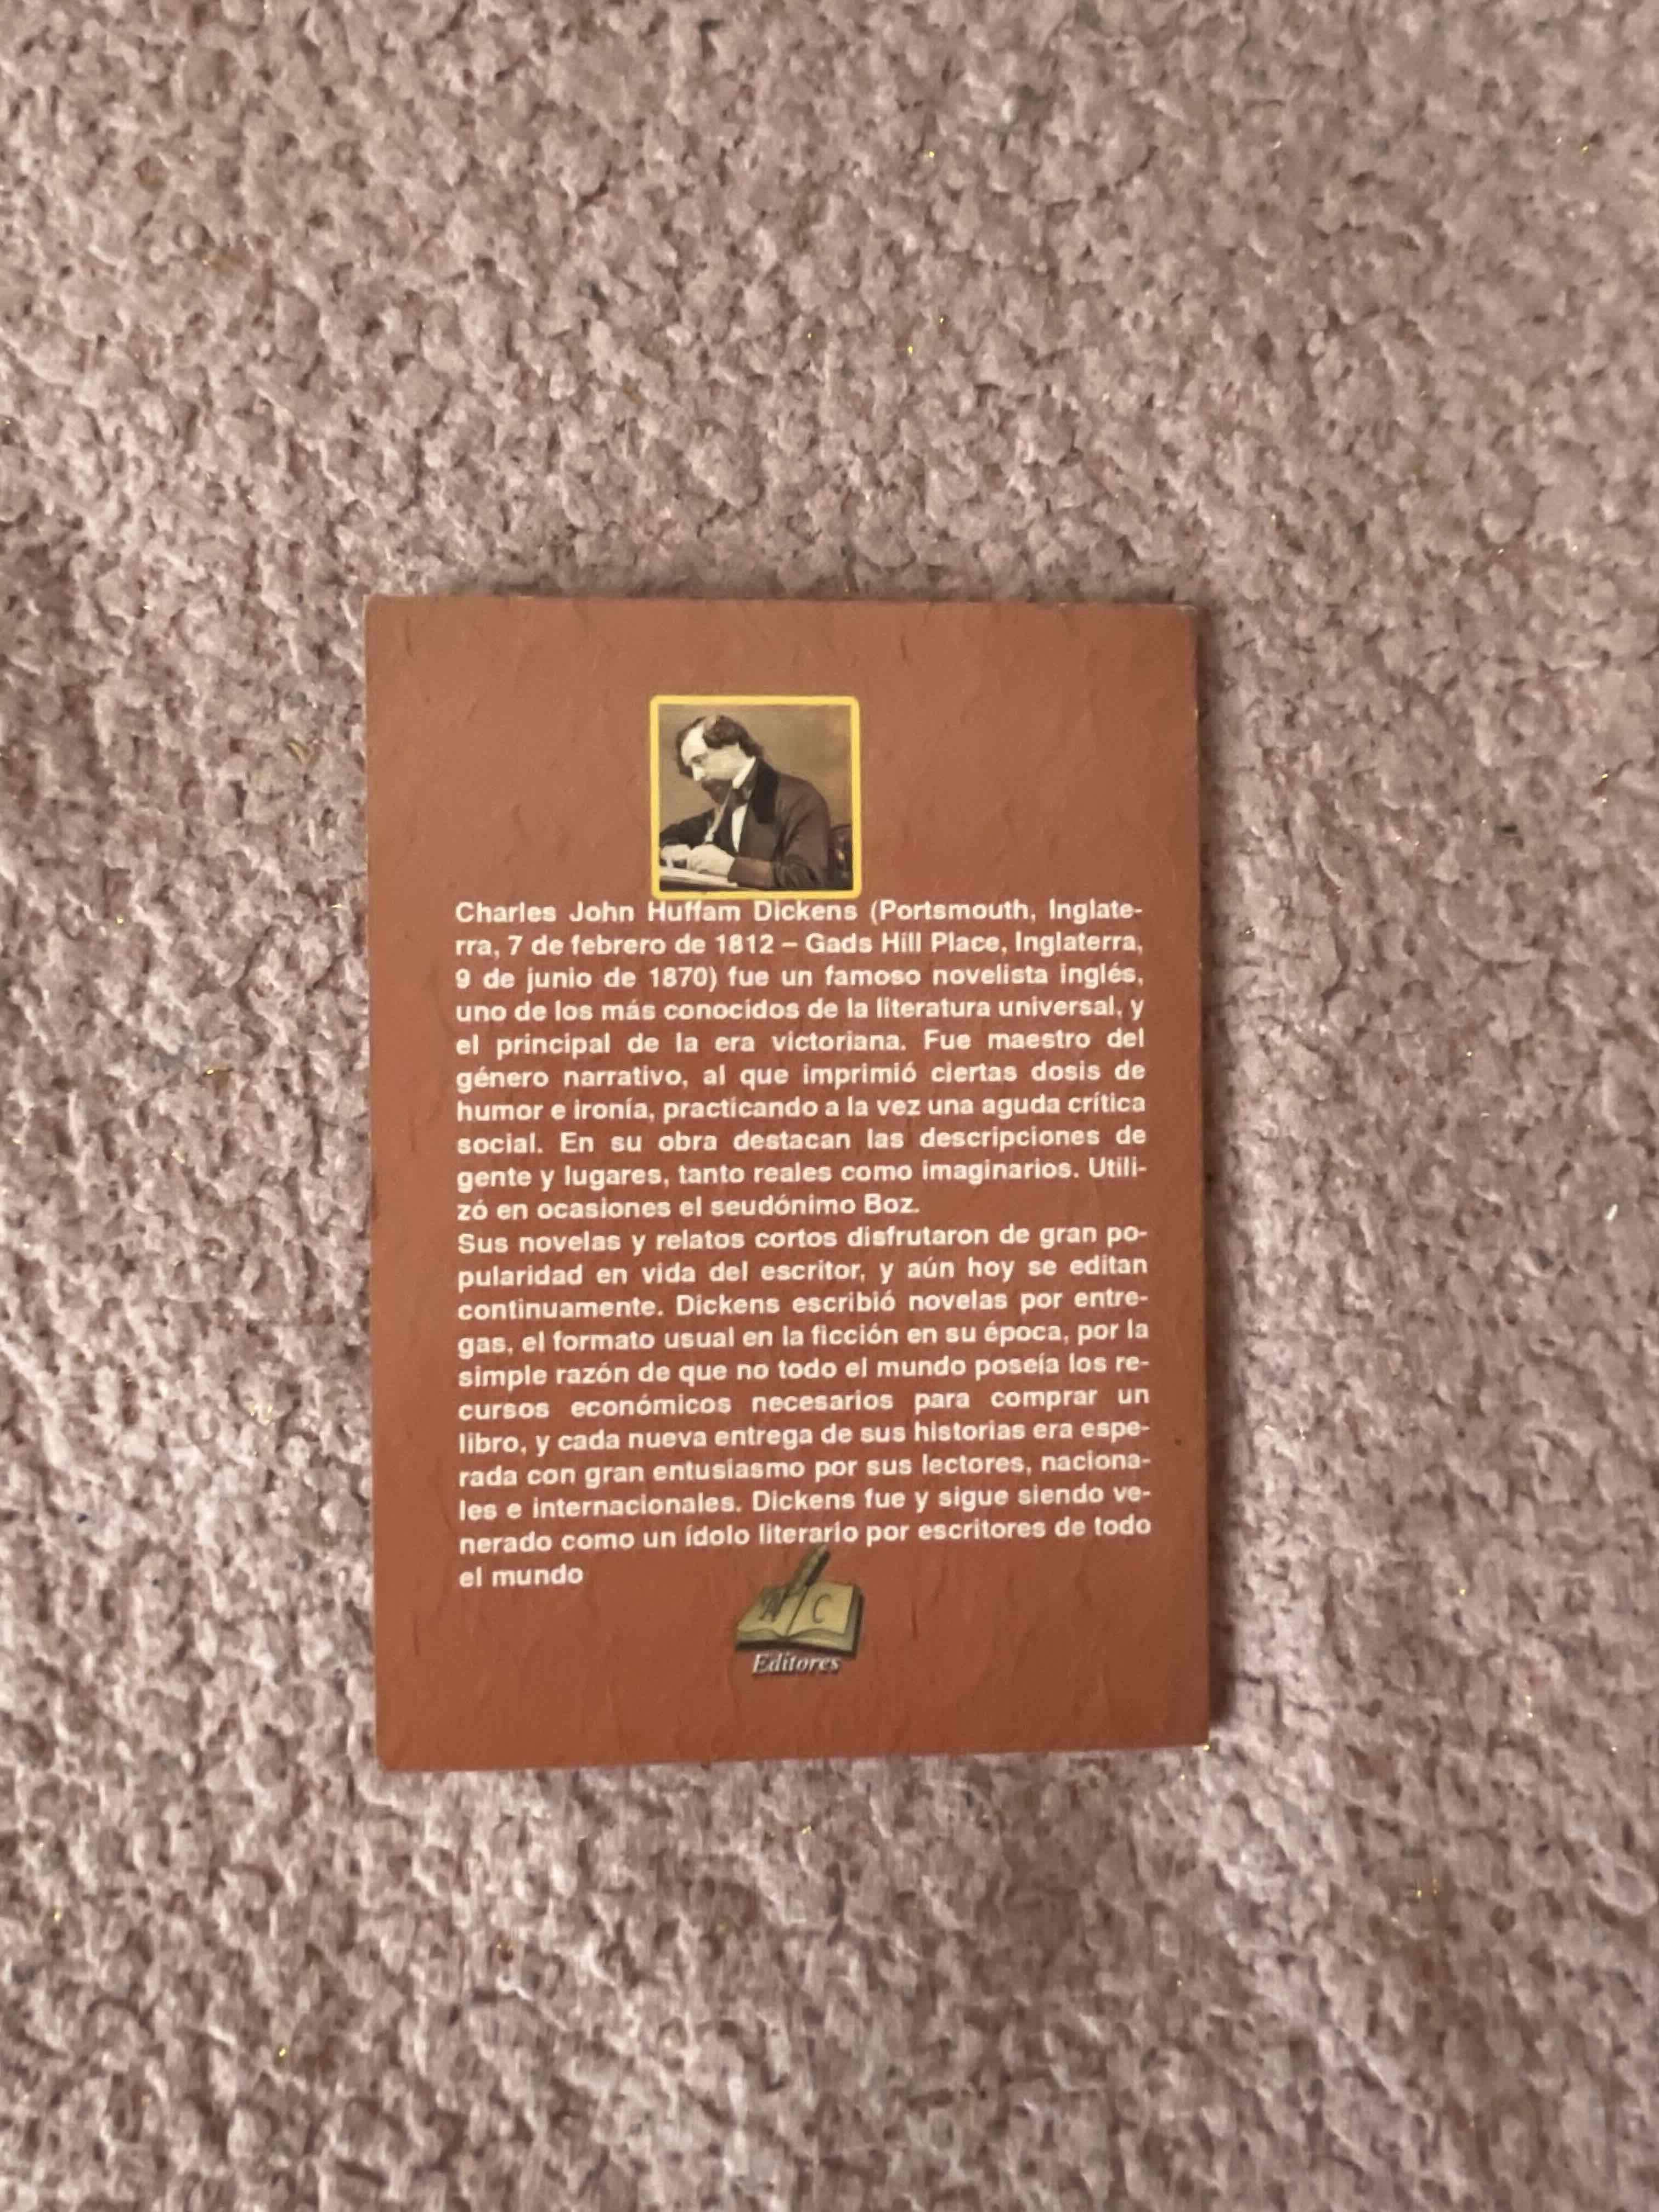 Charles John Huffam Dickens (Portsmouth, Inglate-
rra, 7 de febrero de 1812 – Gads Hill Place, Inglaterra,
9 de junio de 1870) fue un famoso novelista inglés,
uno de los más conocidos de la literatura universal, y
el principal de la era victoriana. Fue maestro del
género narrativo, al que imprimió ciertas dosis de
humor e ironía, practicando a la vez una aguda crítica
social. En su obra destacan las descripciones de
gente y lugares, tanto reales como imaginarios. Utili-
zó en ocasiones el seudónimo Boz.
Sus novelas y relatos cortos disfrutaron de gran po-
pularidad en vida del escritor, y aún hoy se editan
continuamente. Dickens escribió novelas por entre-
gas, el formato usual en la ficción en su época, por la
simple razón de que no todo el mundo poseía los re-
cursos económicos necesarios para comprar un
libro, y cada nueva entrega de sus historias era espe-
rada con gran entusiasmo por sus lectores, naciona-
les e internacionales. Dickens fue y sigue siendo ve-
nerado como un ídolo literario por escritores de todo
el mundo
C
Editores